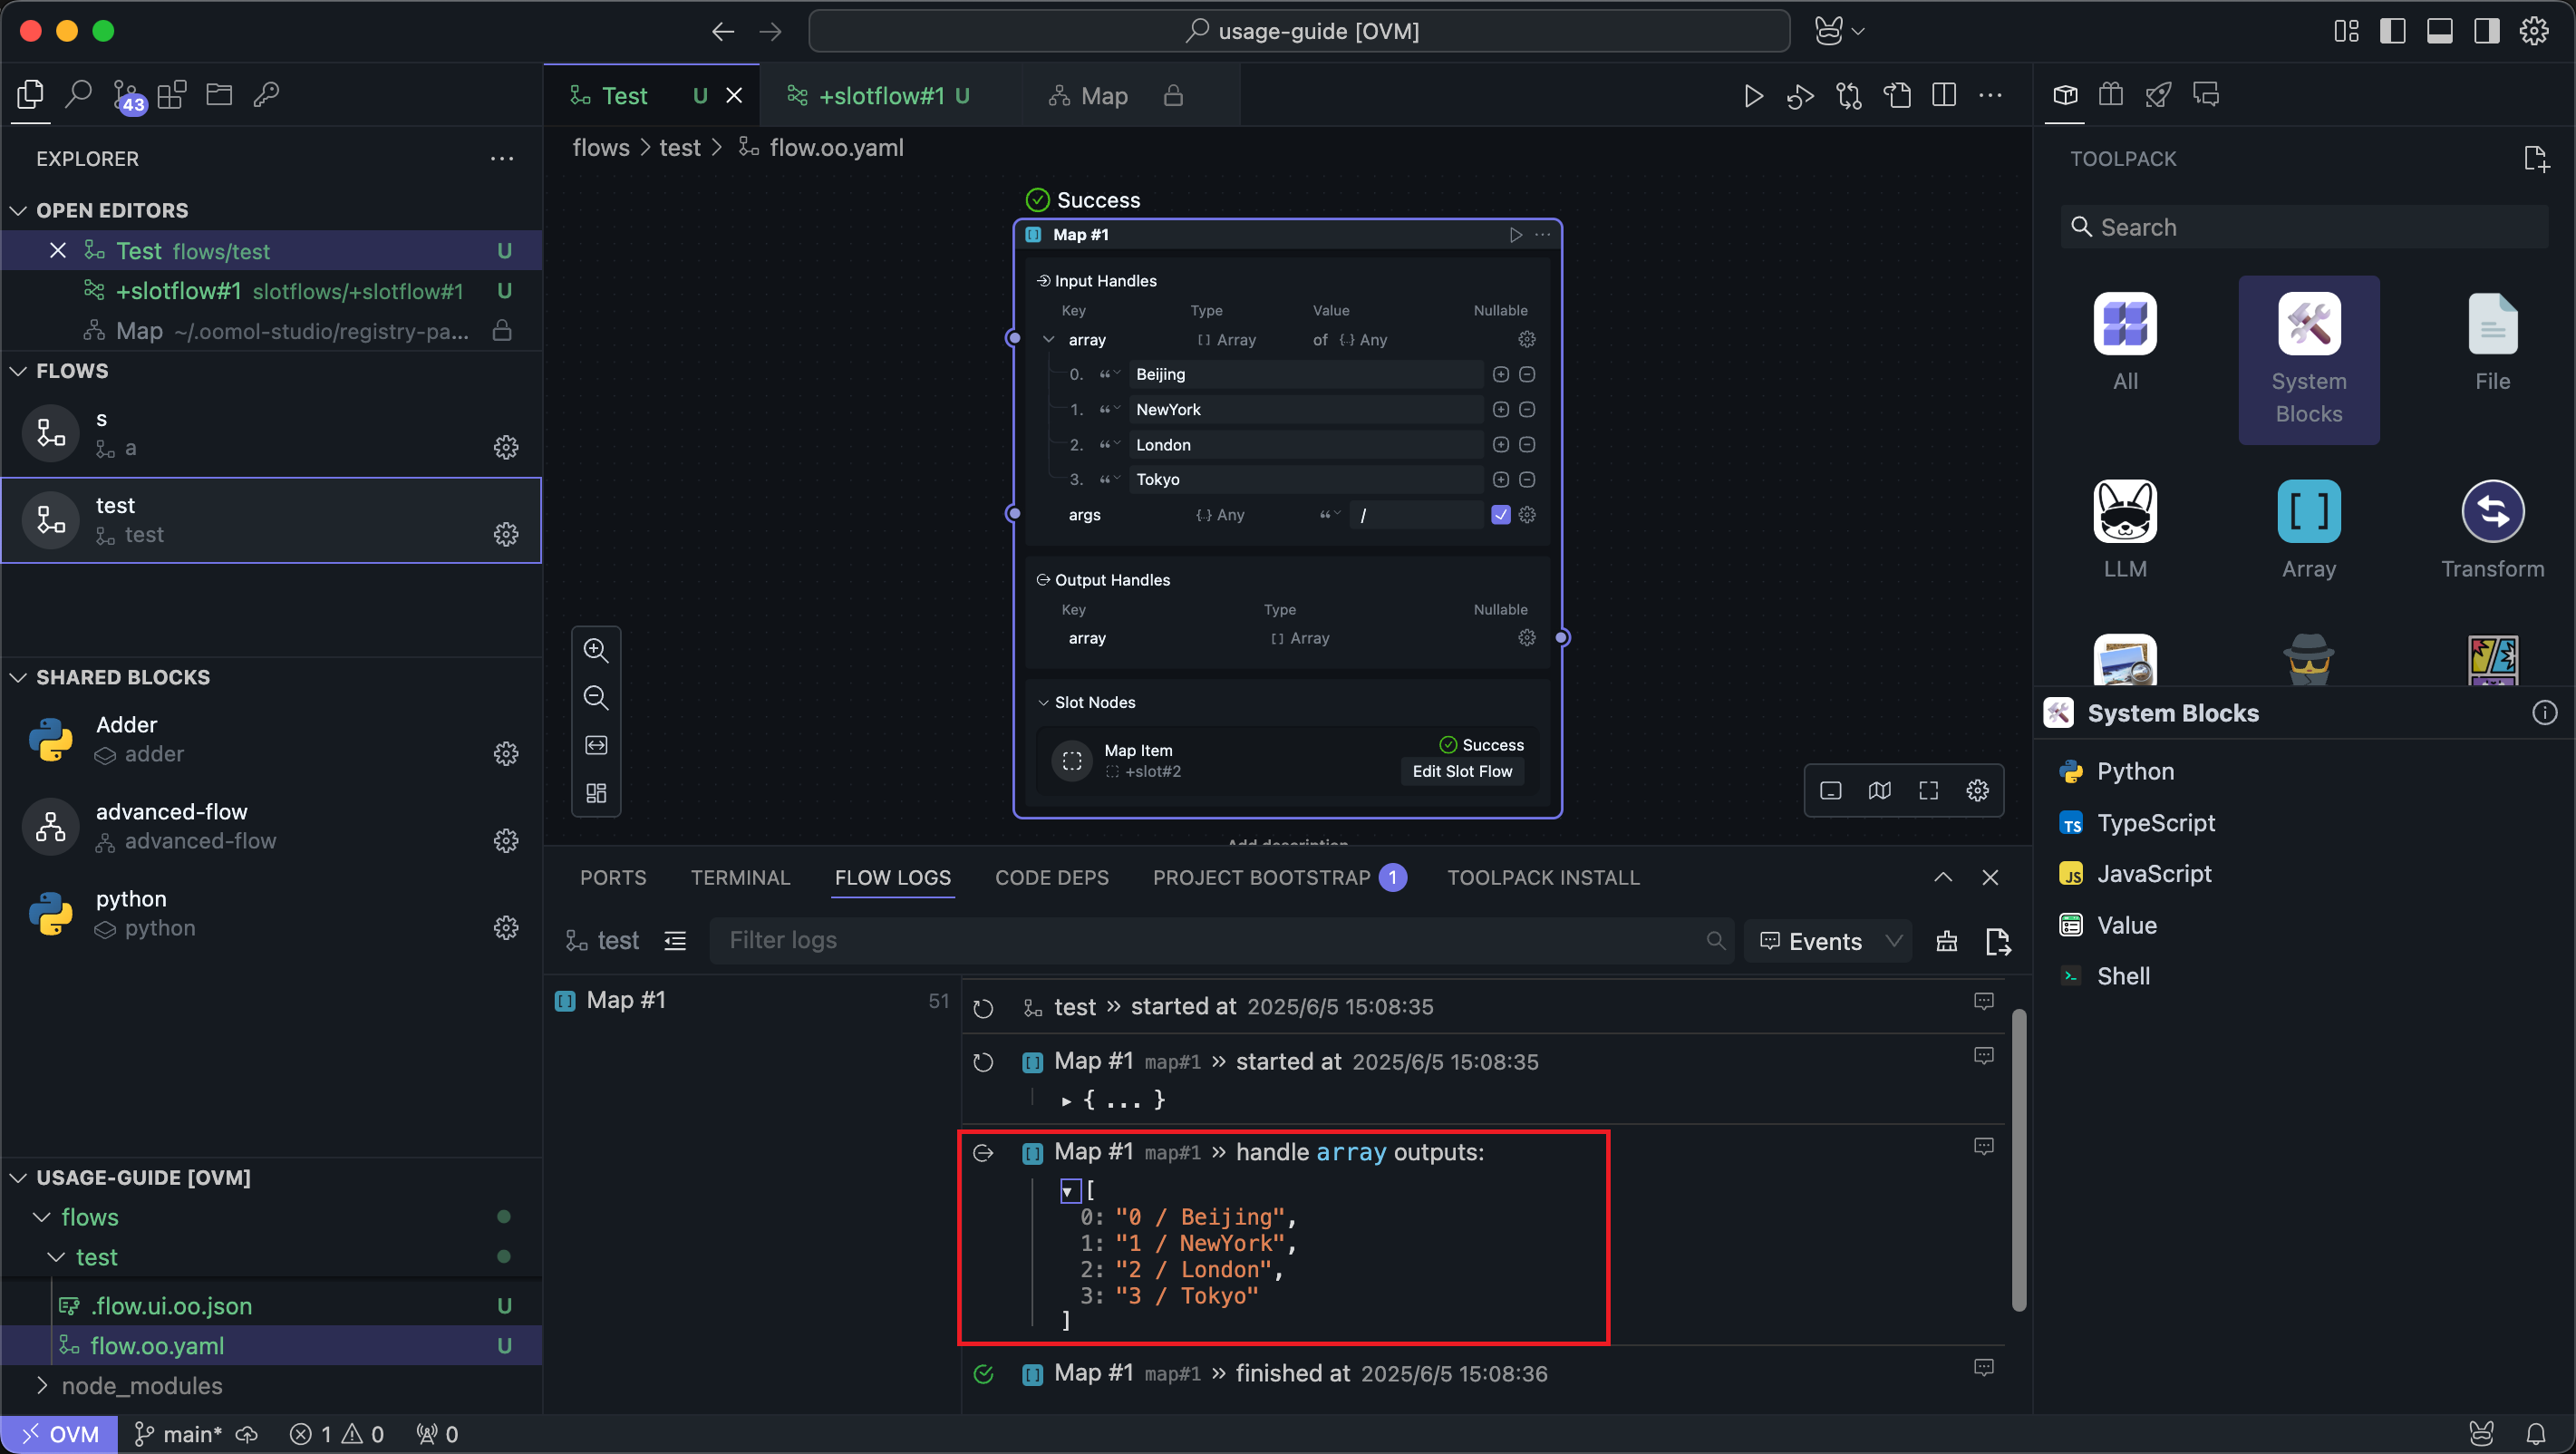 usage-guide [OVM]
43
EXPLORER
OPEN EDITORS
Test flows/test U
+slotflow#1 slotflows/+slotflow#1 U
Map ~/.oomol-studio/registry-pa...
FLOWS
s
a
test
test
SHARED BLOCKS
Adder
adder
advanced-flow
advanced-flow
python
python
USAGE-GUIDE [OVM]
flows
test
.flow.ui.oo.json U
flow.oo.yaml U
node_modules
Test U
+slotflow#1 U
Map
flows > test > flow.oo.yaml
Success
Map #1
Input Handles
Key Type Value Nullable
array [] Array of {..} Any
0. Beijing
1. NewYork
2. London
3. Tokyo
args {..} Any /
Output Handles
Key Type Nullable
array [] Array
Slot Nodes
Map Item
+slot#2
Success
Edit Slot Flow
Add description
PORTS TERMINAL FLOW LOGS CODE DEPS PROJECT BOOTSTRAP 1 TOOLPACK INSTALL
test Filter logs Events
Map #1 51
test » started at 2025/6/5 15:08:35
Map #1 map#1 » started at 2025/6/5 15:08:35
{ ... }
Map #1 map#1 » handle array outputs:
[
0: "0 / Beijing",
1: "1 / NewYork",
2: "2 / London",
3: "3 / Tokyo"
]
Map #1 map#1 » finished at 2025/6/5 15:08:36
TOOLPACK
Search
All
System
Blocks
File
LLM
Array
Transform
System Blocks
Python
TS TypeScript
JS JavaScript
Value
Shell
OVM main* 1 0 0